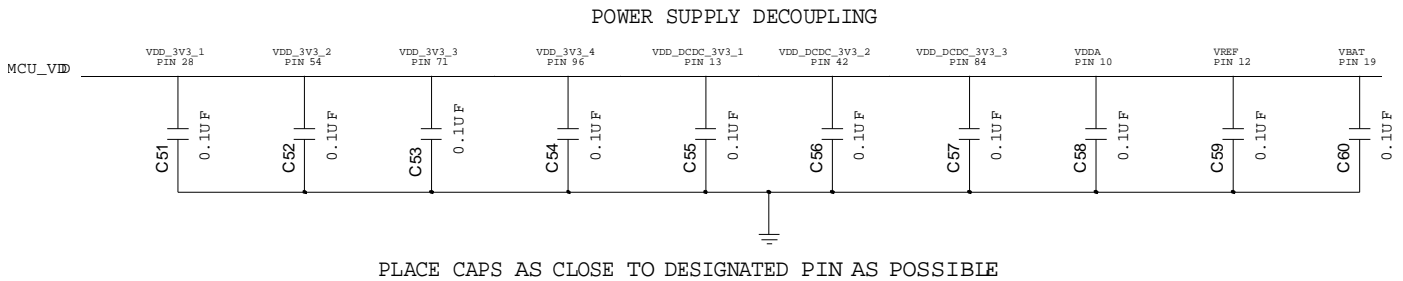 POWER SUPPLY DECOUPLING
MCU_VDD
VDD_3V3_1
PIN 28
VDD_3V3_2
PIN 54
VDD_3V3_3
PIN 71
VDD_3V3_4
PIN 96
VDD_DCDC_3V3_1
PIN 13
VDD_DCDC_3V3_2
PIN 42
VDD_DCDC_3V3_3
PIN 84
VDDA
PIN 10
VREF
PIN 12
VBAT
PIN 19
C51
0.1UF
C52
0.1UF
C53
0.1UF
C54
0.1UF
C55
0.1UF
C56
0.1UF
C57
0.1UF
C58
0.1UF
C59
0.1UF
C60
0.1UF
PLACE CAPS AS CLOSE TO DESIGNATED PIN AS POSSIBLE